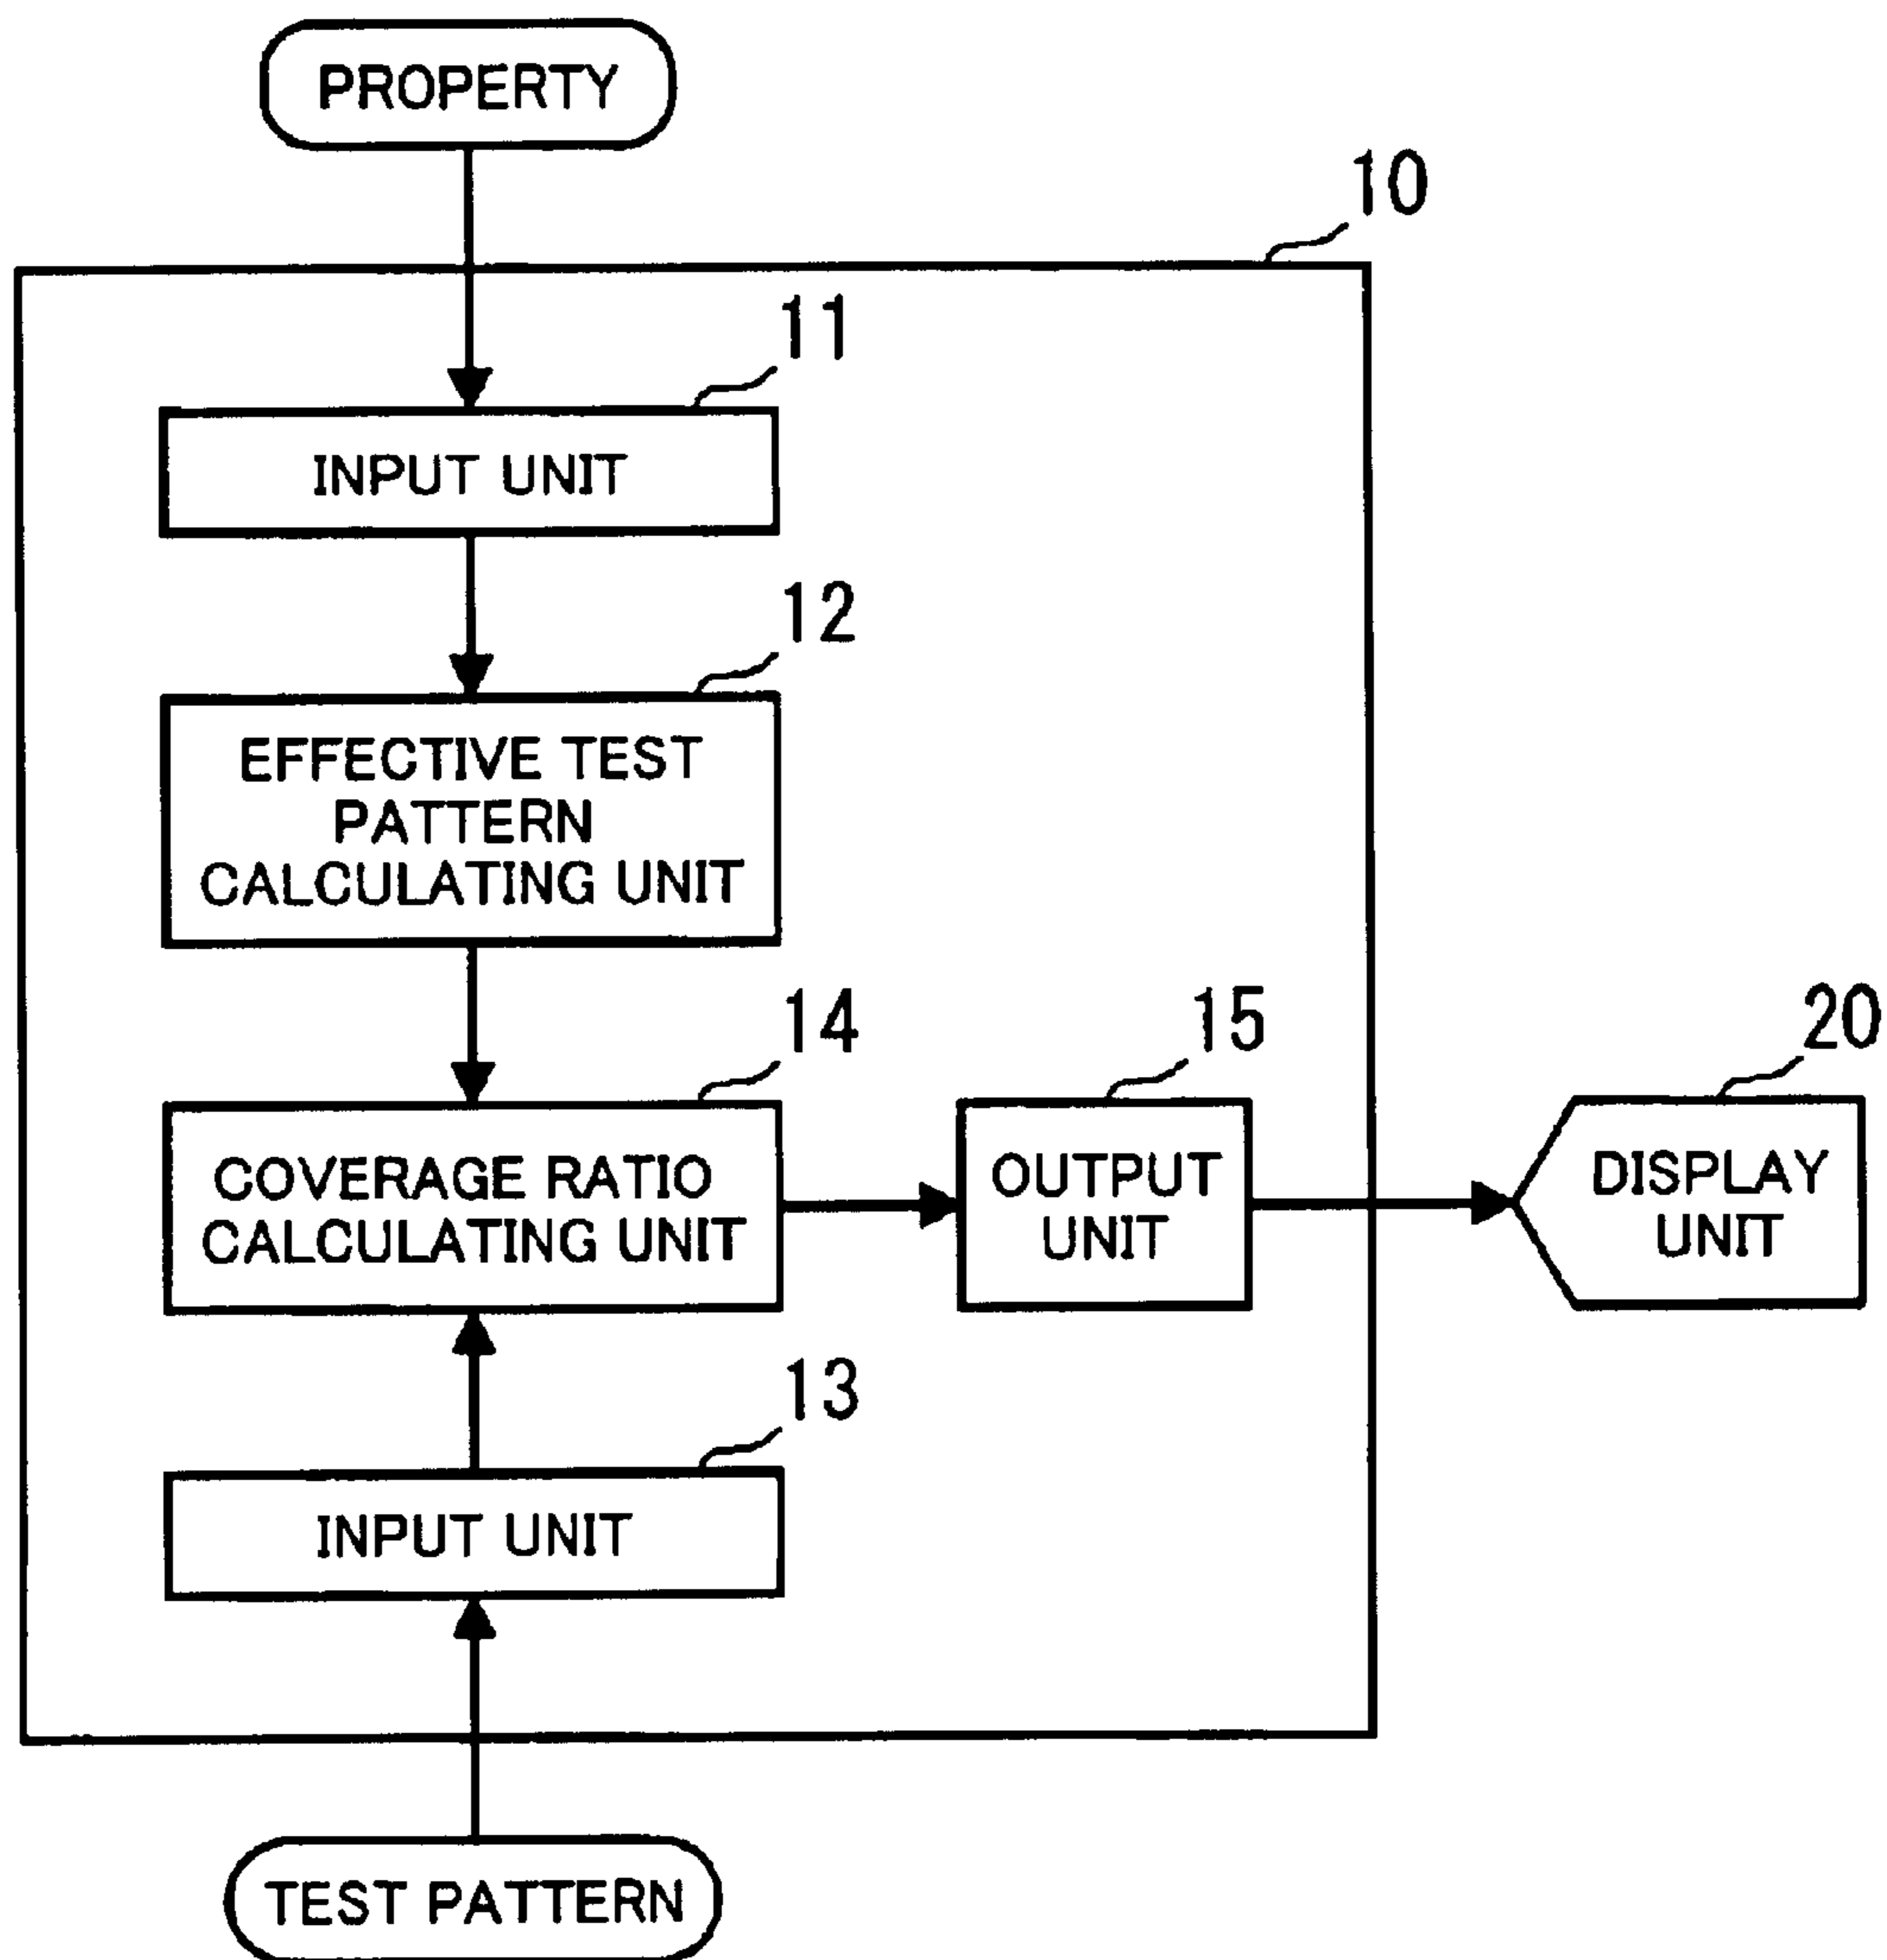 PROPERTY
10
11
INPUT UNIT
12
EFFECTIVE TEST
PATTERN
CALCULATING UNIT
14
COVERAGE RATIO
CALCULATING UNIT
15
OUTPUT
UNIT
20
DISPLAY
UNIT
13
INPUT UNIT
TEST PATTERN